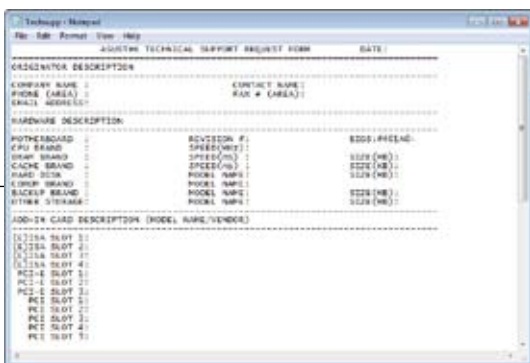 Techsupp - Notepad
File Edit Format View Help
ASUSTEK TECHNICAL SUPPORT REQUEST FORM DATE:
ORIGINATOR DESCRIPTION
COMPANY NAME : CONTACT NAME:
PHONE (AREA) : FAX # (AREA):
EMAIL ADDRESS:
HARDWARE DESCRIPTION
MOTHERBOARD : REVISION #: BIOS:
CPU BRAND : SPEED(MHz):
DRAM BRAND : SPEED(ns) : SIZE(MB):
CACHE BRAND : SPEED(ns) : SIZE(KB):
HARD DISK : MODEL NAME: SIZE(MB):
CDROM BRAND : MODEL NAME:
BACKUP BRAND : MODEL NAME: SIZE(MB):
OTHER STORAGE: MODEL NAME: SIZE(MB):
ADD-IN CARD DESCRIPTION (MODEL NAME/VENDOR)
[E]ISA SLOT 1:
[E]ISA SLOT 2:
[E]ISA SLOT 3:
[E]ISA SLOT 4:
PCI-E SLOT 1:
PCI-E SLOT 2:
PCI-E SLOT 3:
PCI SLOT 1:
PCI SLOT 2:
PCI SLOT 3:
PCI SLOT 4:
PCI SLOT 5: